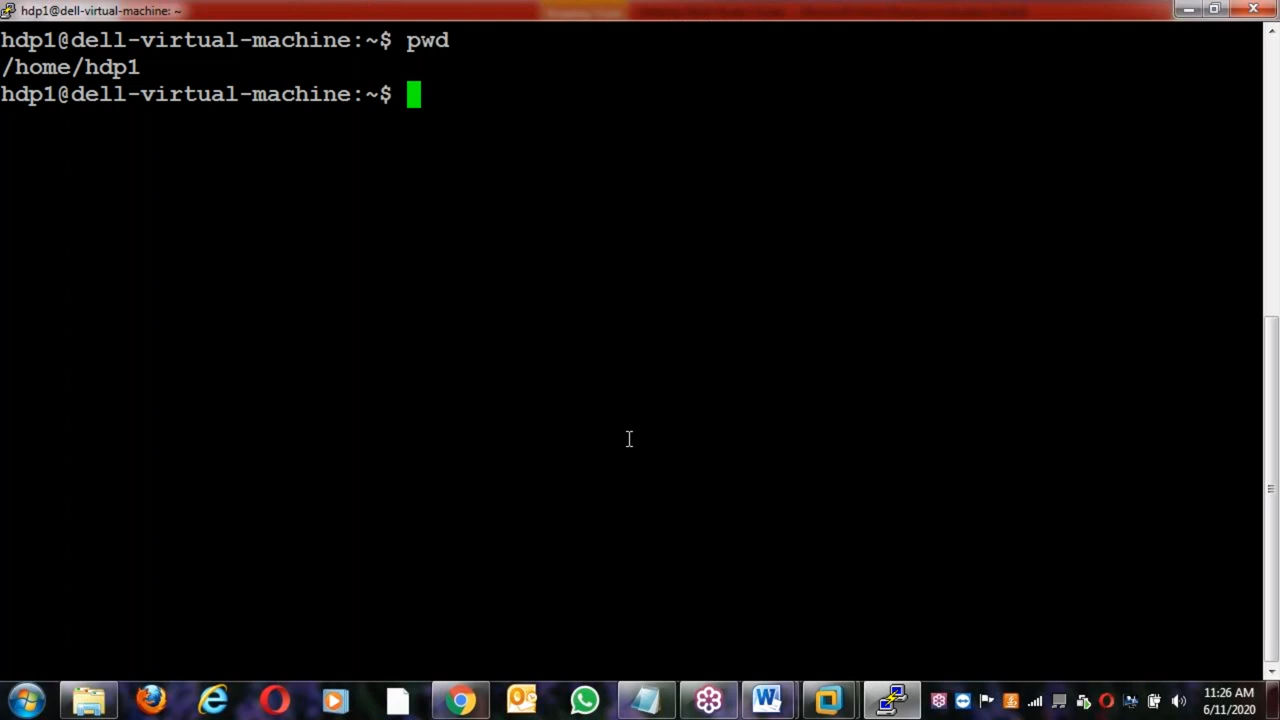 hdp1@dell-virtual-machine: ~
hdp1@dell-virtual-machine:~$ pwd
/home/hdp1
hdp1@dell-virtual-machine:~$
11:26 AM
6/11/2020